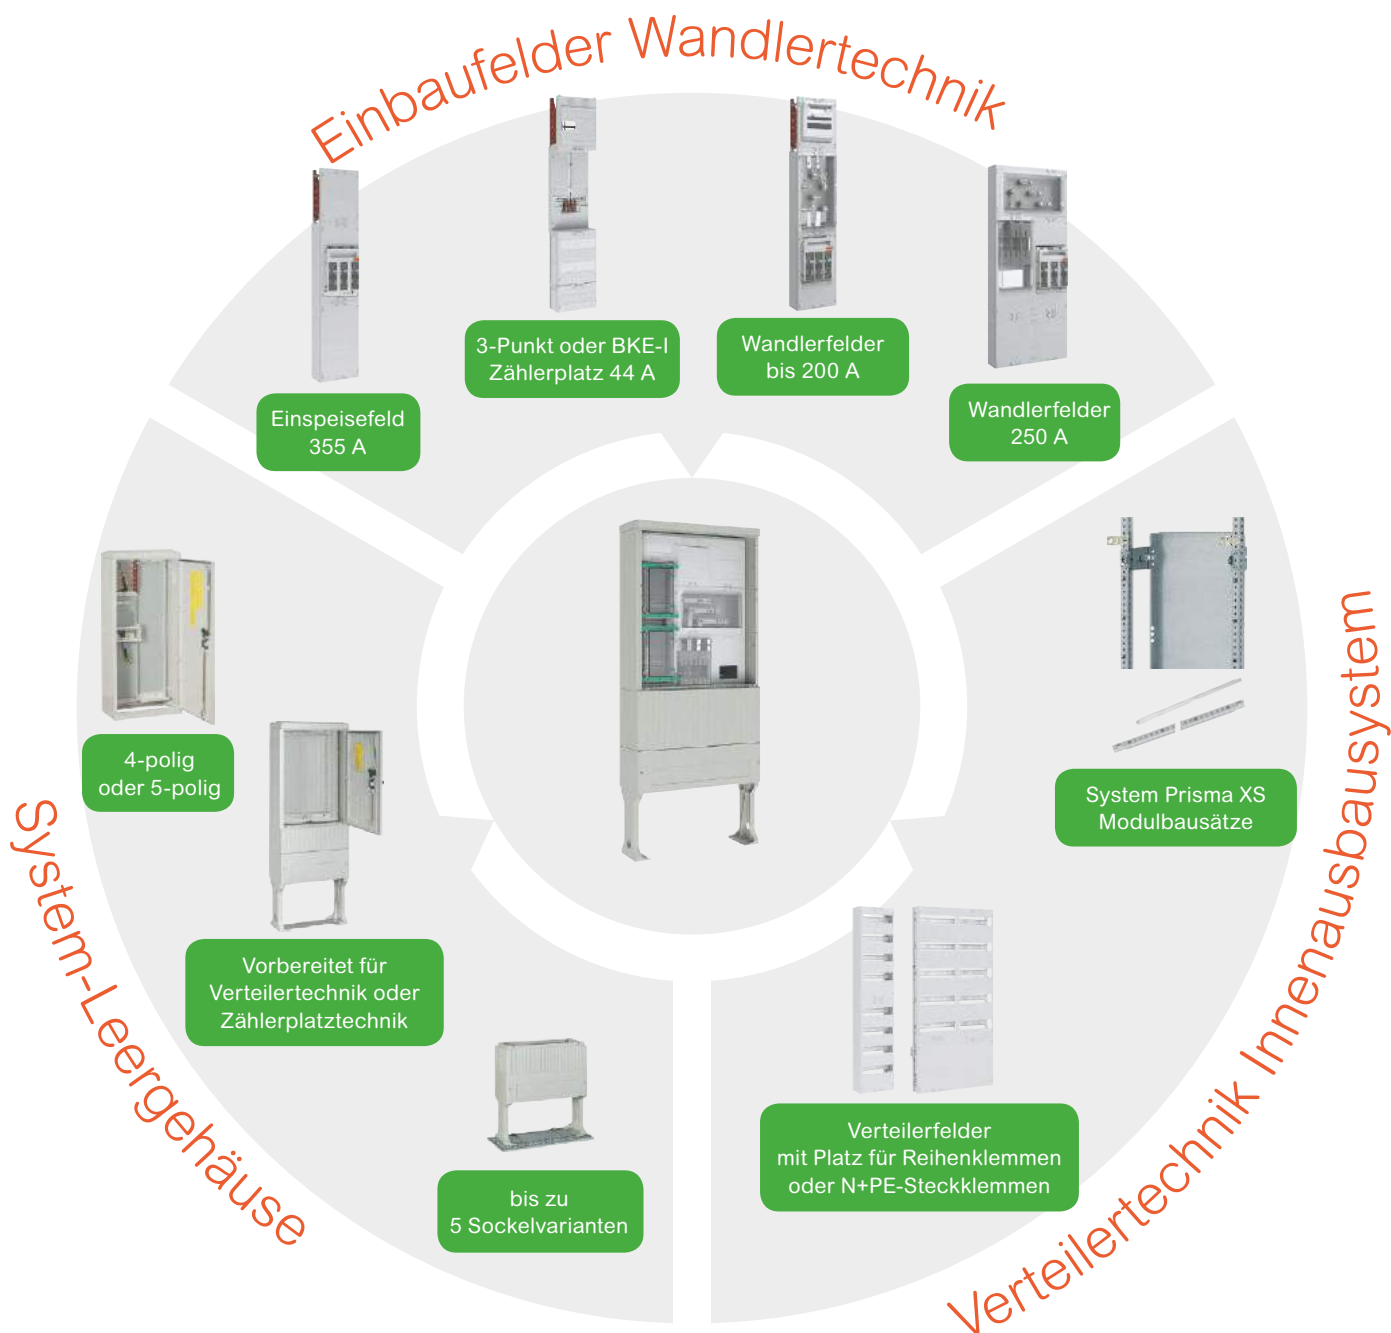 Einbaufelder Wandlertechnik
Einspeisefeld
355 A
3-Punkt oder BKE-I
Zählerplatz 44 A
Wandlerfelder
bis 200 A
Wandlerfelder
250 A
System-Leergehäuse
4-polig
oder 5-polig
Vorbereitet für
Verteilertechnik oder
Zählerplatztechnik
bis zu
5 Sockelvarianten
Verteilertechnik Innenausbausystem
System Prisma XS
Modulbausätze
Verteilerfelder
mit Platz für Reihenklemmen
oder N+PE-Steckklemmen